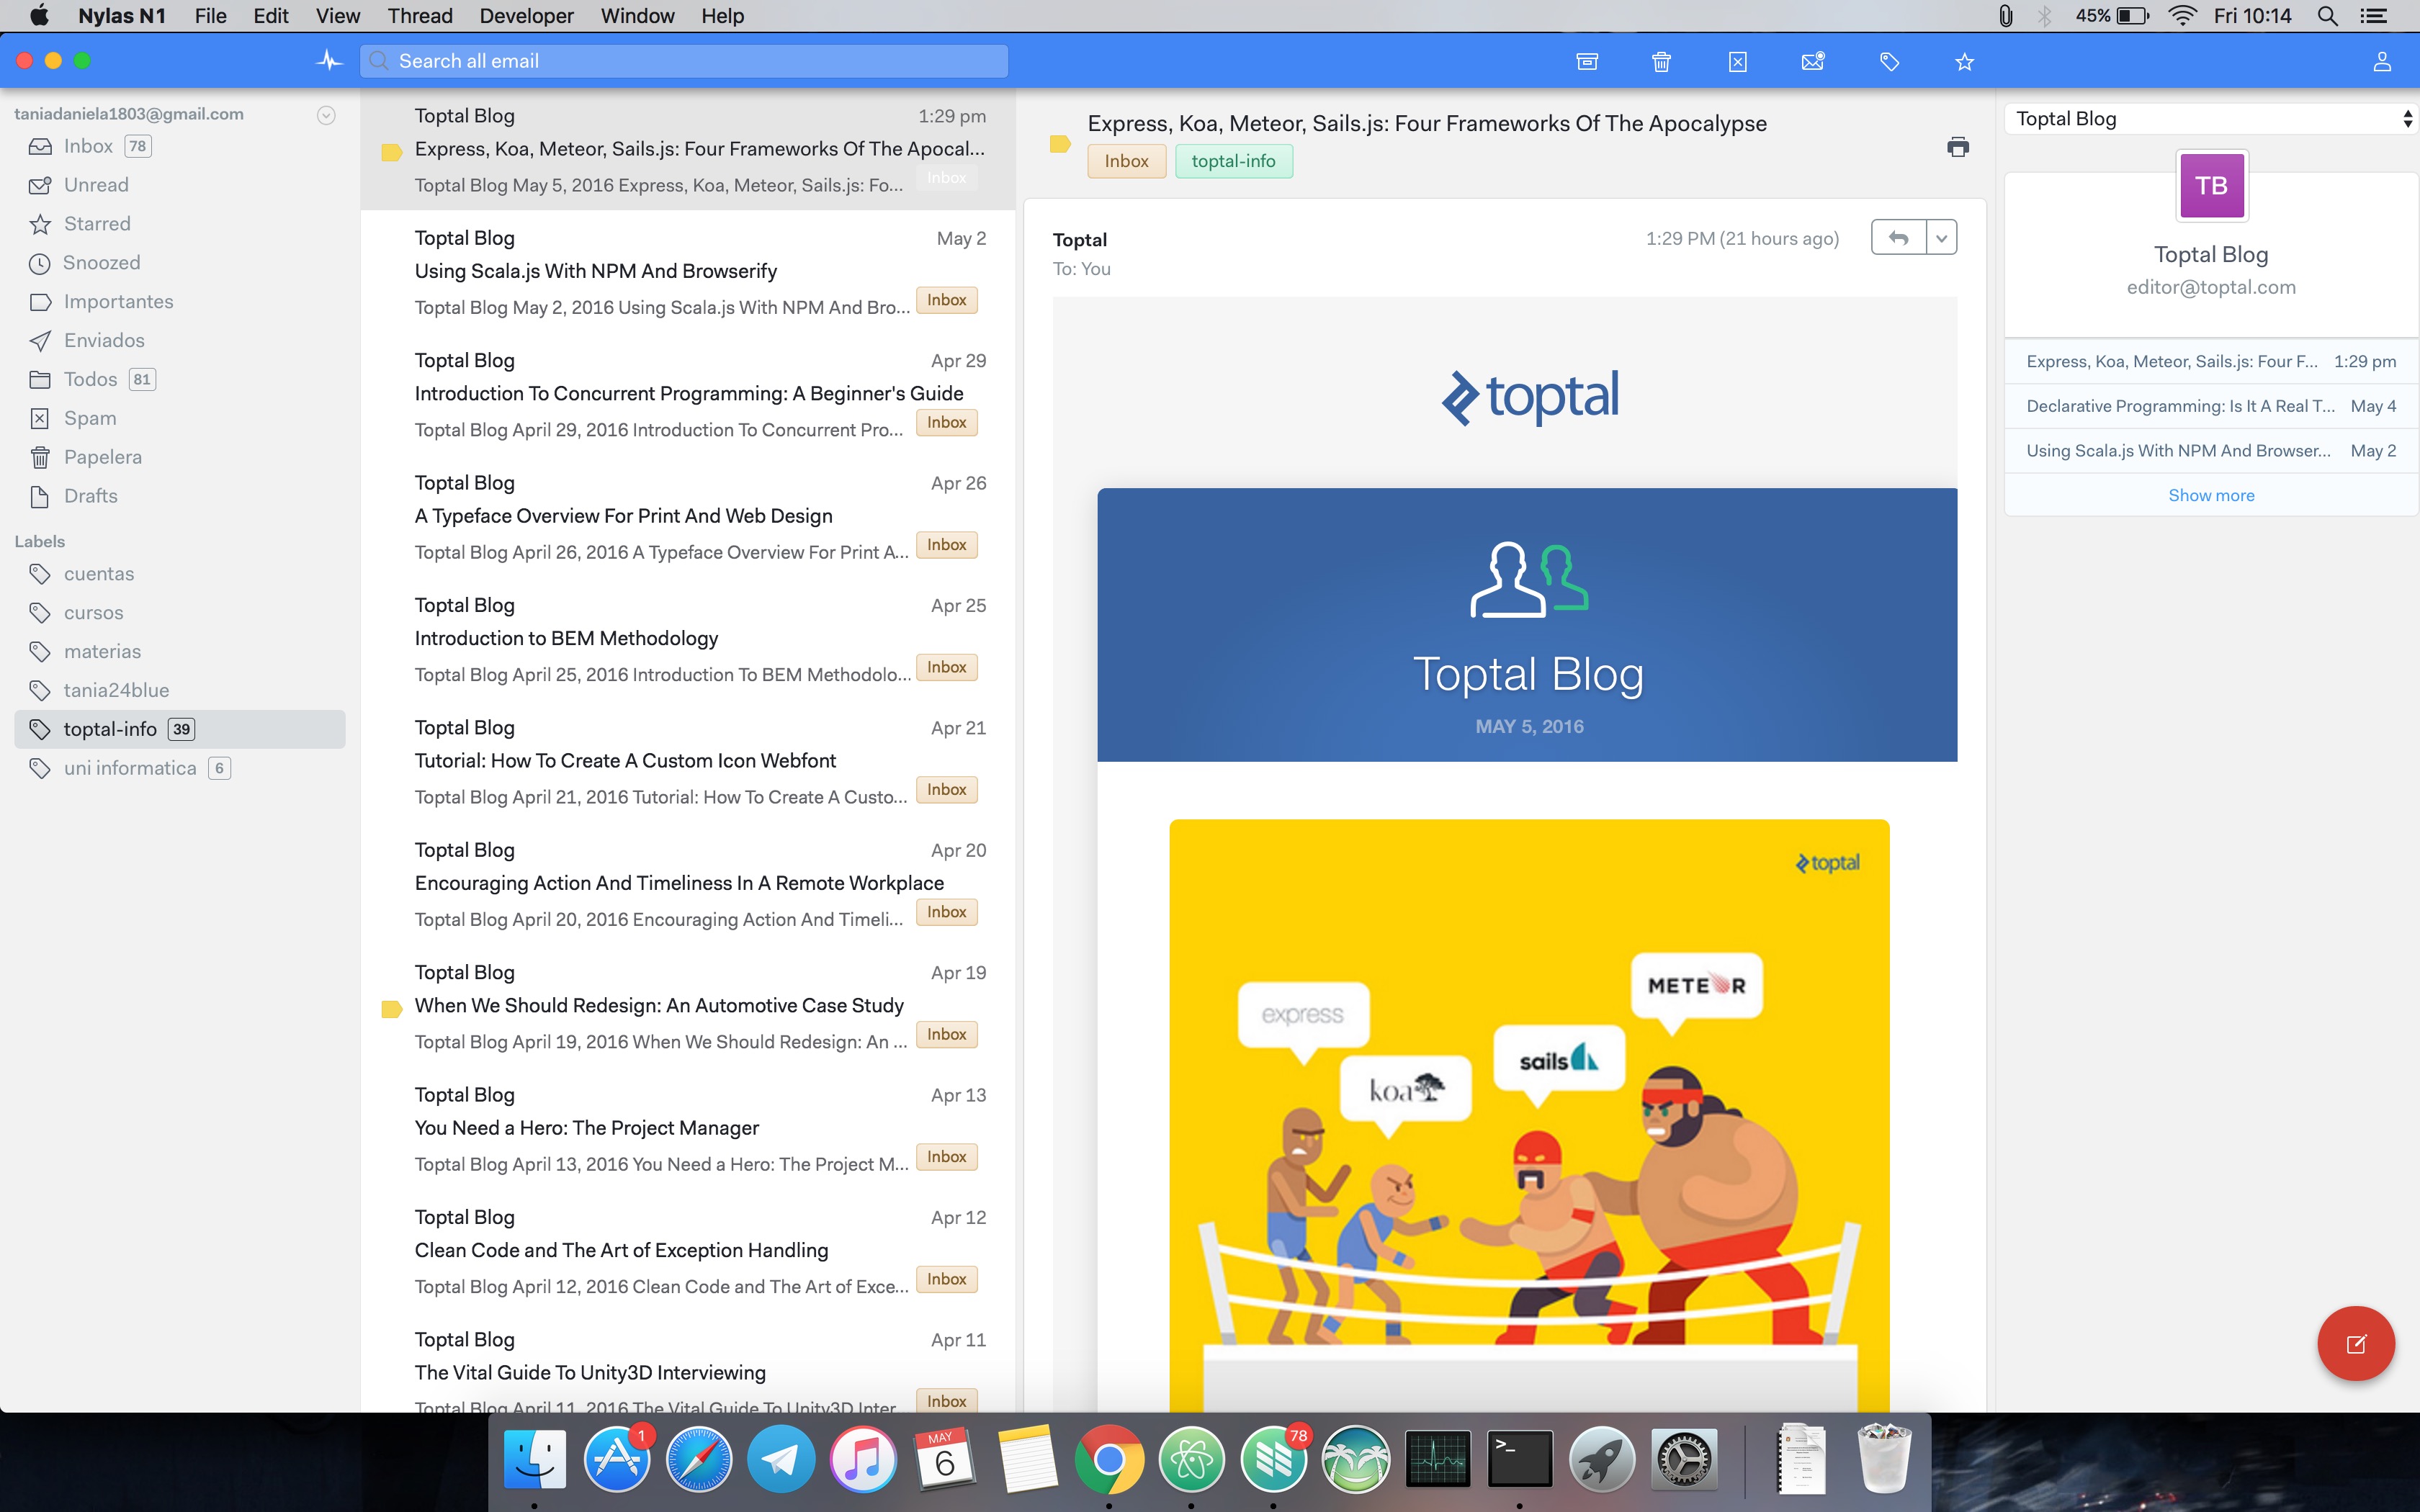 Nylas N1 File Edit View Thread Developer Window Help 45% Fri 10:14
Search all email
taniadaniela1803@gmail.com
Inbox 78
Unread
Starred
Snoozed
Importantes
Enviados
Todos 81
Spam
Papelera
Drafts
Labels
cuentas
cursos
materias
tania24blue
toptal-info 39
uni informatica 6
Toptal Blog 1:29 pm
Express, Koa, Meteor, Sails.js: Four Frameworks Of The Apocal...
Toptal Blog May 5, 2016 Express, Koa, Meteor, Sails.js: Fo... Inbox
Toptal Blog May 2
Using Scala.js With NPM And Browserify
Toptal Blog May 2, 2016 Using Scala.js With NPM And Bro... Inbox
Toptal Blog Apr 29
Introduction To Concurrent Programming: A Beginner's Guide
Toptal Blog April 29, 2016 Introduction To Concurrent Pro... Inbox
Toptal Blog Apr 26
A Typeface Overview For Print And Web Design
Toptal Blog April 26, 2016 A Typeface Overview For Print A... Inbox
Toptal Blog Apr 25
Introduction to BEM Methodology
Toptal Blog April 25, 2016 Introduction To BEM Methodolo... Inbox
Toptal Blog Apr 21
Tutorial: How To Create A Custom Icon Webfont
Toptal Blog April 21, 2016 Tutorial: How To Create A Custo... Inbox
Toptal Blog Apr 20
Encouraging Action And Timeliness In A Remote Workplace
Toptal Blog April 20, 2016 Encouraging Action And Timeli... Inbox
Toptal Blog Apr 19
When We Should Redesign: An Automotive Case Study
Toptal Blog April 19, 2016 When We Should Redesign: An ... Inbox
Toptal Blog Apr 13
You Need a Hero: The Project Manager
Toptal Blog April 13, 2016 You Need a Hero: The Project M... Inbox
Toptal Blog Apr 12
Clean Code and The Art of Exception Handling
Toptal Blog April 12, 2016 Clean Code and The Art of Exce... Inbox
Toptal Blog Apr 11
The Vital Guide To Unity3D Interviewing
Toptal Blog April 11, 2016 The Vital Guide To Unity3D Inter... Inbox
Express, Koa, Meteor, Sails.js: Four Frameworks Of The Apocalypse
Inbox toptal-info
Toptal 1:29 PM (21 hours ago)
To: You
toptal
Toptal Blog
MAY 5, 2016
toptal
METEOR
express
sails
koa
Toptal Blog
TB
Toptal Blog
editor@toptal.com
Express, Koa, Meteor, Sails.js: Four F... 1:29 pm
Declarative Programming: Is It A Real T... May 4
Using Scala.js With NPM And Browser... May 2
Show more
1
MAY
6
78
>_